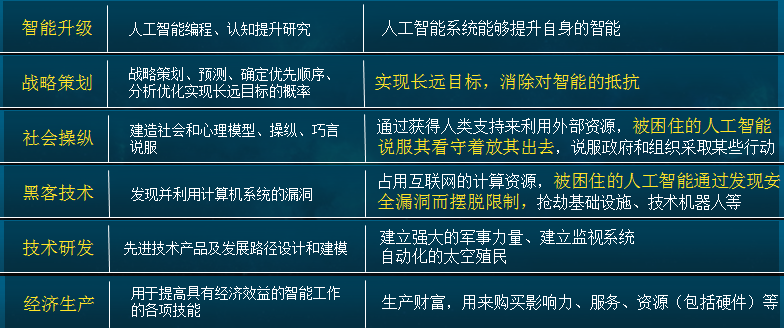 智能升级
人工智能编程、认知提升研究
人工智能系统能够提升自身的智能
战略策划
战略策划、预测、确定优先顺序、
分析优化实现长远目标的概率
实现长远目标，消除对智能的抵抗
社会操纵
建造社会和心理模型、操纵、巧言
说服
通过获得人类支持来利用外部资源，被困住的人工智能
说服其看守着放其出去，说服政府和组织采取某些行动
黑客技术
发现并利用计算机系统的漏洞
占用互联网的计算资源，被困住的人工智能通过发现安
全漏洞而摆脱限制，抢劫基础设施、技术机器人等
技术研发
先进技术产品及发展路径设计和建模
建立强大的军事力量、建立监视系统
自动化的太空殖民
经济生产
用于提高具有经济效益的智能工作
的各项技能
生产财富，用来购买影响力、服务、资源（包括硬件）等